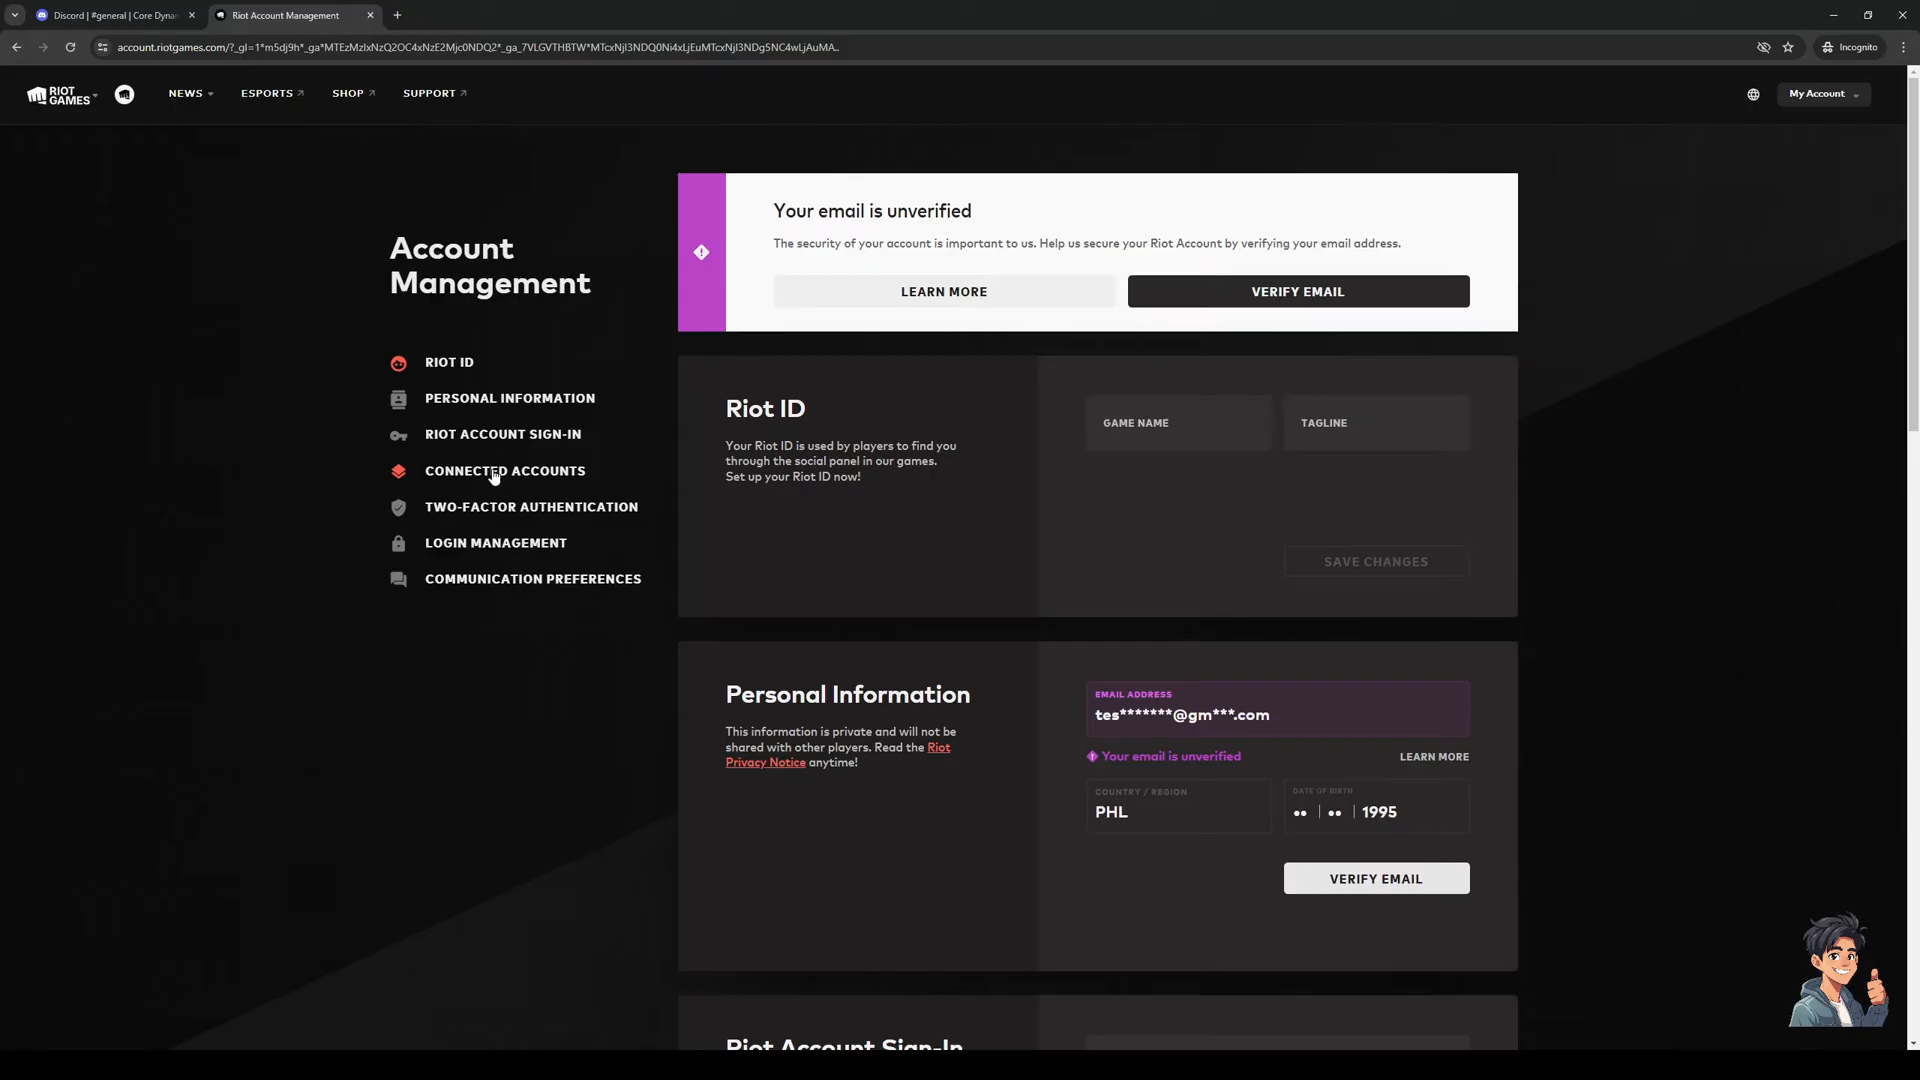 Discord | #general | Core Dynam
Riot Account Management
account.riotgames.com/?_gl=1*m5dj9h*_ga*
Incognito
RIOT GAMES
NEWS
ESPORTS
SHOP
SUPPORT
My Account
Account
Management
RIOT ID
PERSONAL INFORMATION
RIOT ACCOUNT SIGN-IN
CONNECTED ACCOUNTS
TWO-FACTOR AUTHENTICATION
LOGIN MANAGEMENT
COMMUNICATION PREFERENCES
Your email is unverified
The security of your account is important to us. Help us secure your Riot Account by verifying your email address.
LEARN MORE
VERIFY EMAIL
Riot ID
Your Riot ID is used by players to find you
through the social panel in our games.
Set up your Riot ID now!
GAME NAME
TAGLINE
SAVE CHANGES
Personal Information
This information is private and will not be
shared with other players. Read the Riot
Privacy Notice anytime!
EMAIL ADDRESS
tes*******@gm***.com
Your email is unverified
LEARN MORE
COUNTRY / REGION
PHL
DATE OF BIRTH
•• | •• | 1995
VERIFY EMAIL
Riot Account Sign-In